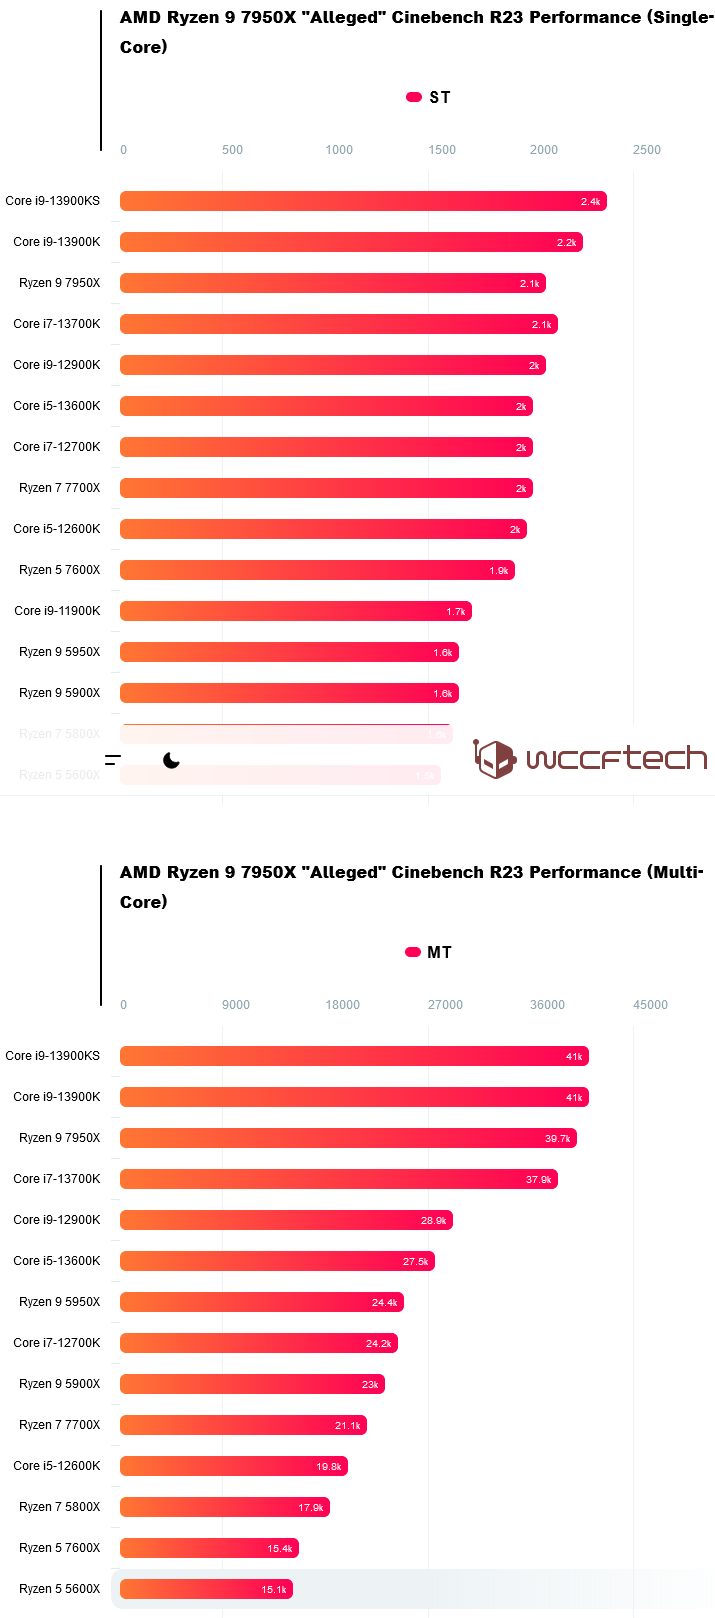 AMD Ryzen 9 7950X "Alleged" Cinebench R23 Performance (Single-
Core)
ST
0 500 1000 1500 2000 2500
Core i9-13900KS 2.4k
Core i9-13900K 2.2k
Ryzen 9 7950X 2.1k
Core i7-13700K 2.1k
Core i9-12900K 2k
Core i5-13600K 2k
Core i7-12700K 2k
Ryzen 7 7700X 2k
Core i5-12600K 2k
Ryzen 5 7600X 1.9k
Core i9-11900K 1.7k
Ryzen 9 5950X 1.6k
Ryzen 9 5900X 1.6k
Ryzen 7 5800X 1.6k
wccftech
Ryzen 5 5600X
AMD Ryzen 9 7950X "Alleged" Cinebench R23 Performance (Multi-
Core)
MT
0 9000 18000 27000 36000 45000
Core i9-13900KS 41k
Core i9-13900K 41k
Ryzen 9 7950X 39.7k
Core i7-13700K 37.9k
Core i9-12900K 28.9k
Core i5-13600K 27.5k
Ryzen 9 5950X 24.4k
Core i7-12700K 24.2k
Ryzen 9 5900X 23k
Ryzen 7 7700X 21.1k
Core i5-12600K 19.8k
Ryzen 7 5800X 17.9k
Ryzen 5 7600X 15.4k
Ryzen 5 5600X 15.1k